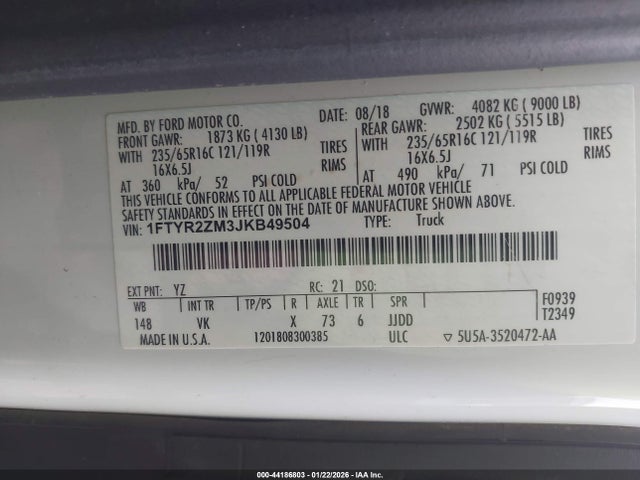 MFD. BY FORD MOTOR CO.
DATE: 08/18
GVWR: 4082 KG ( 9000 LB)
FRONT GAWR: 1873 KG ( 4130 LB)
REAR GAWR: 2502 KG ( 5515 LB)
WITH 235/65R16C 121/119R TIRES
WITH 235/65R16C 121/119R TIRES
16X6.5J RIMS
16X6.5J RIMS
AT 360 kPa/ 52 PSI COLD
AT 490 kPa/ 71 PSI COLD
THIS VEHICLE CONFORMS TO ALL APPLICABLE FEDERAL MOTOR VEHICLE
SAFETY STANDARDS IN EFFECT ON THE DATE OF MANUFACTURE SHOWN ABOVE.
VIN: 1FTYR2ZM3JKB49504
TYPE: Truck
EXT PNT: YZ RC: 21 DSO:
WB INT TR TP/PS R AXLE TR SPR
148 VK X 73 6 JJDD
F0939
T2349
MADE IN U.S.A. 1201808300385 ULC ▽ 5U5A-3520472-AA
000-44186803 - 01/22/2026 - IAA Inc.